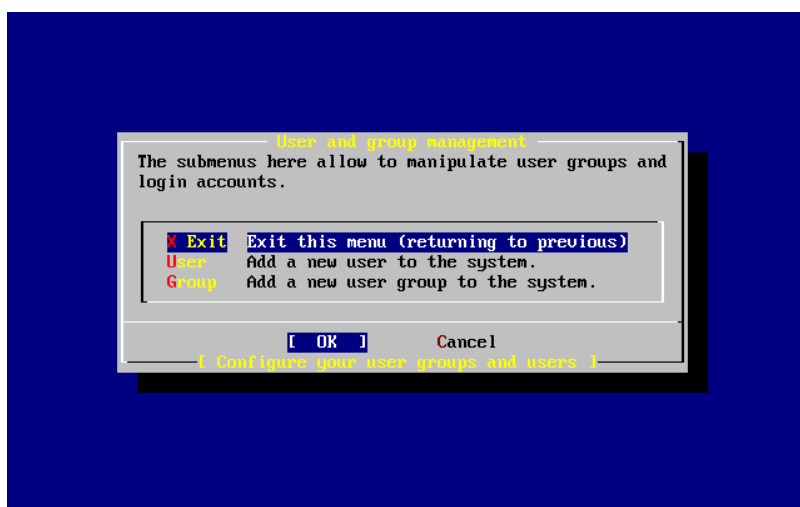 User and group management
The submenus here allow to manipulate user groups and
login accounts.
X Exit Exit this menu (returning to previous)
User Add a new user to the system.
Group Add a new user group to the system.
[ OK ] Cancel
[ Configure your user groups and users ]